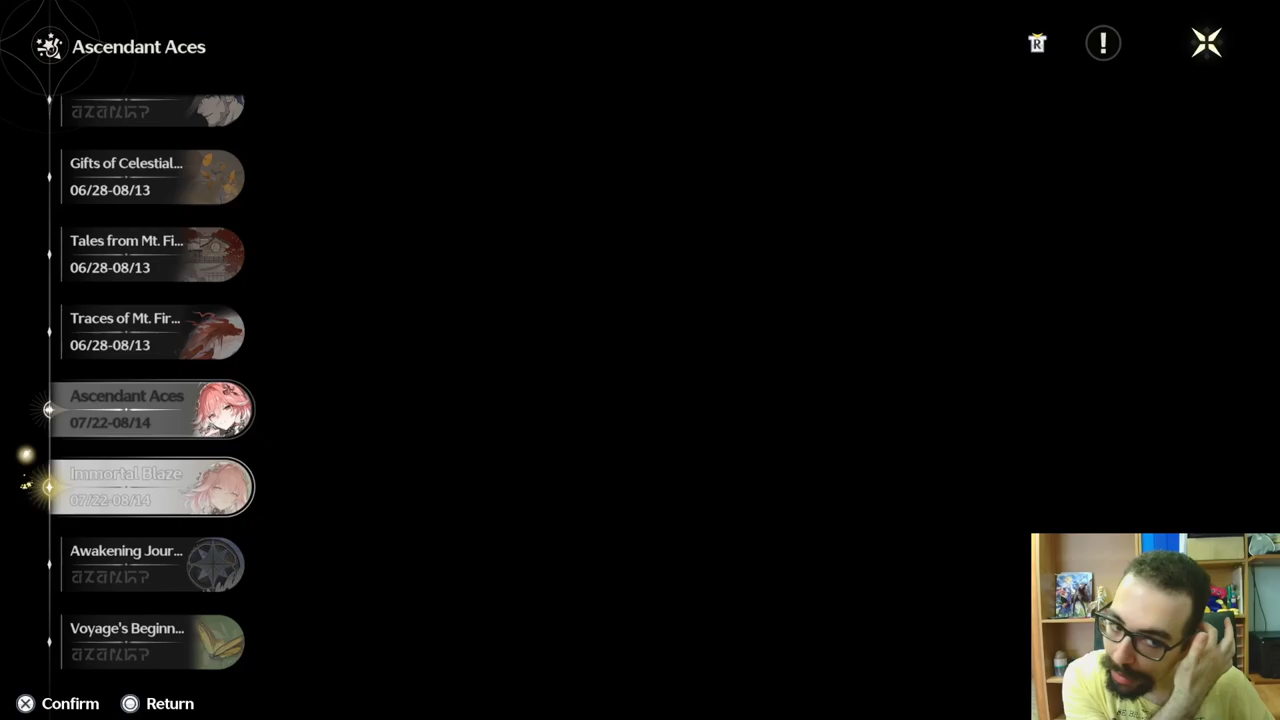 Ascendant Aces
R
!
Gifts of Celestial...
06/28-08/13
Tales from Mt. Fi...
06/28-08/13
Traces of Mt. Fir...
06/28-08/13
Ascendant Aces
07/22-08/14
Immortal Blaze
07/22-08/14
Awakening Jour...
Voyage's Beginn...
Confirm
Return